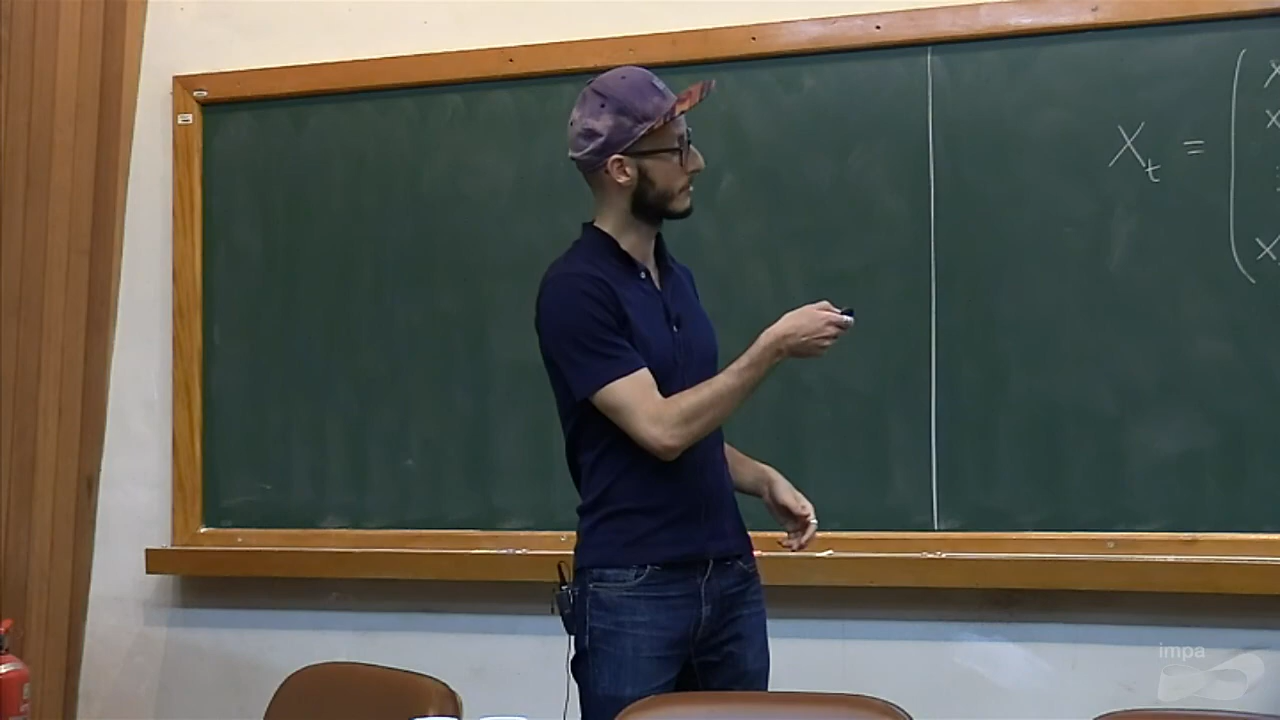 X_t = ( x
x
x
impa